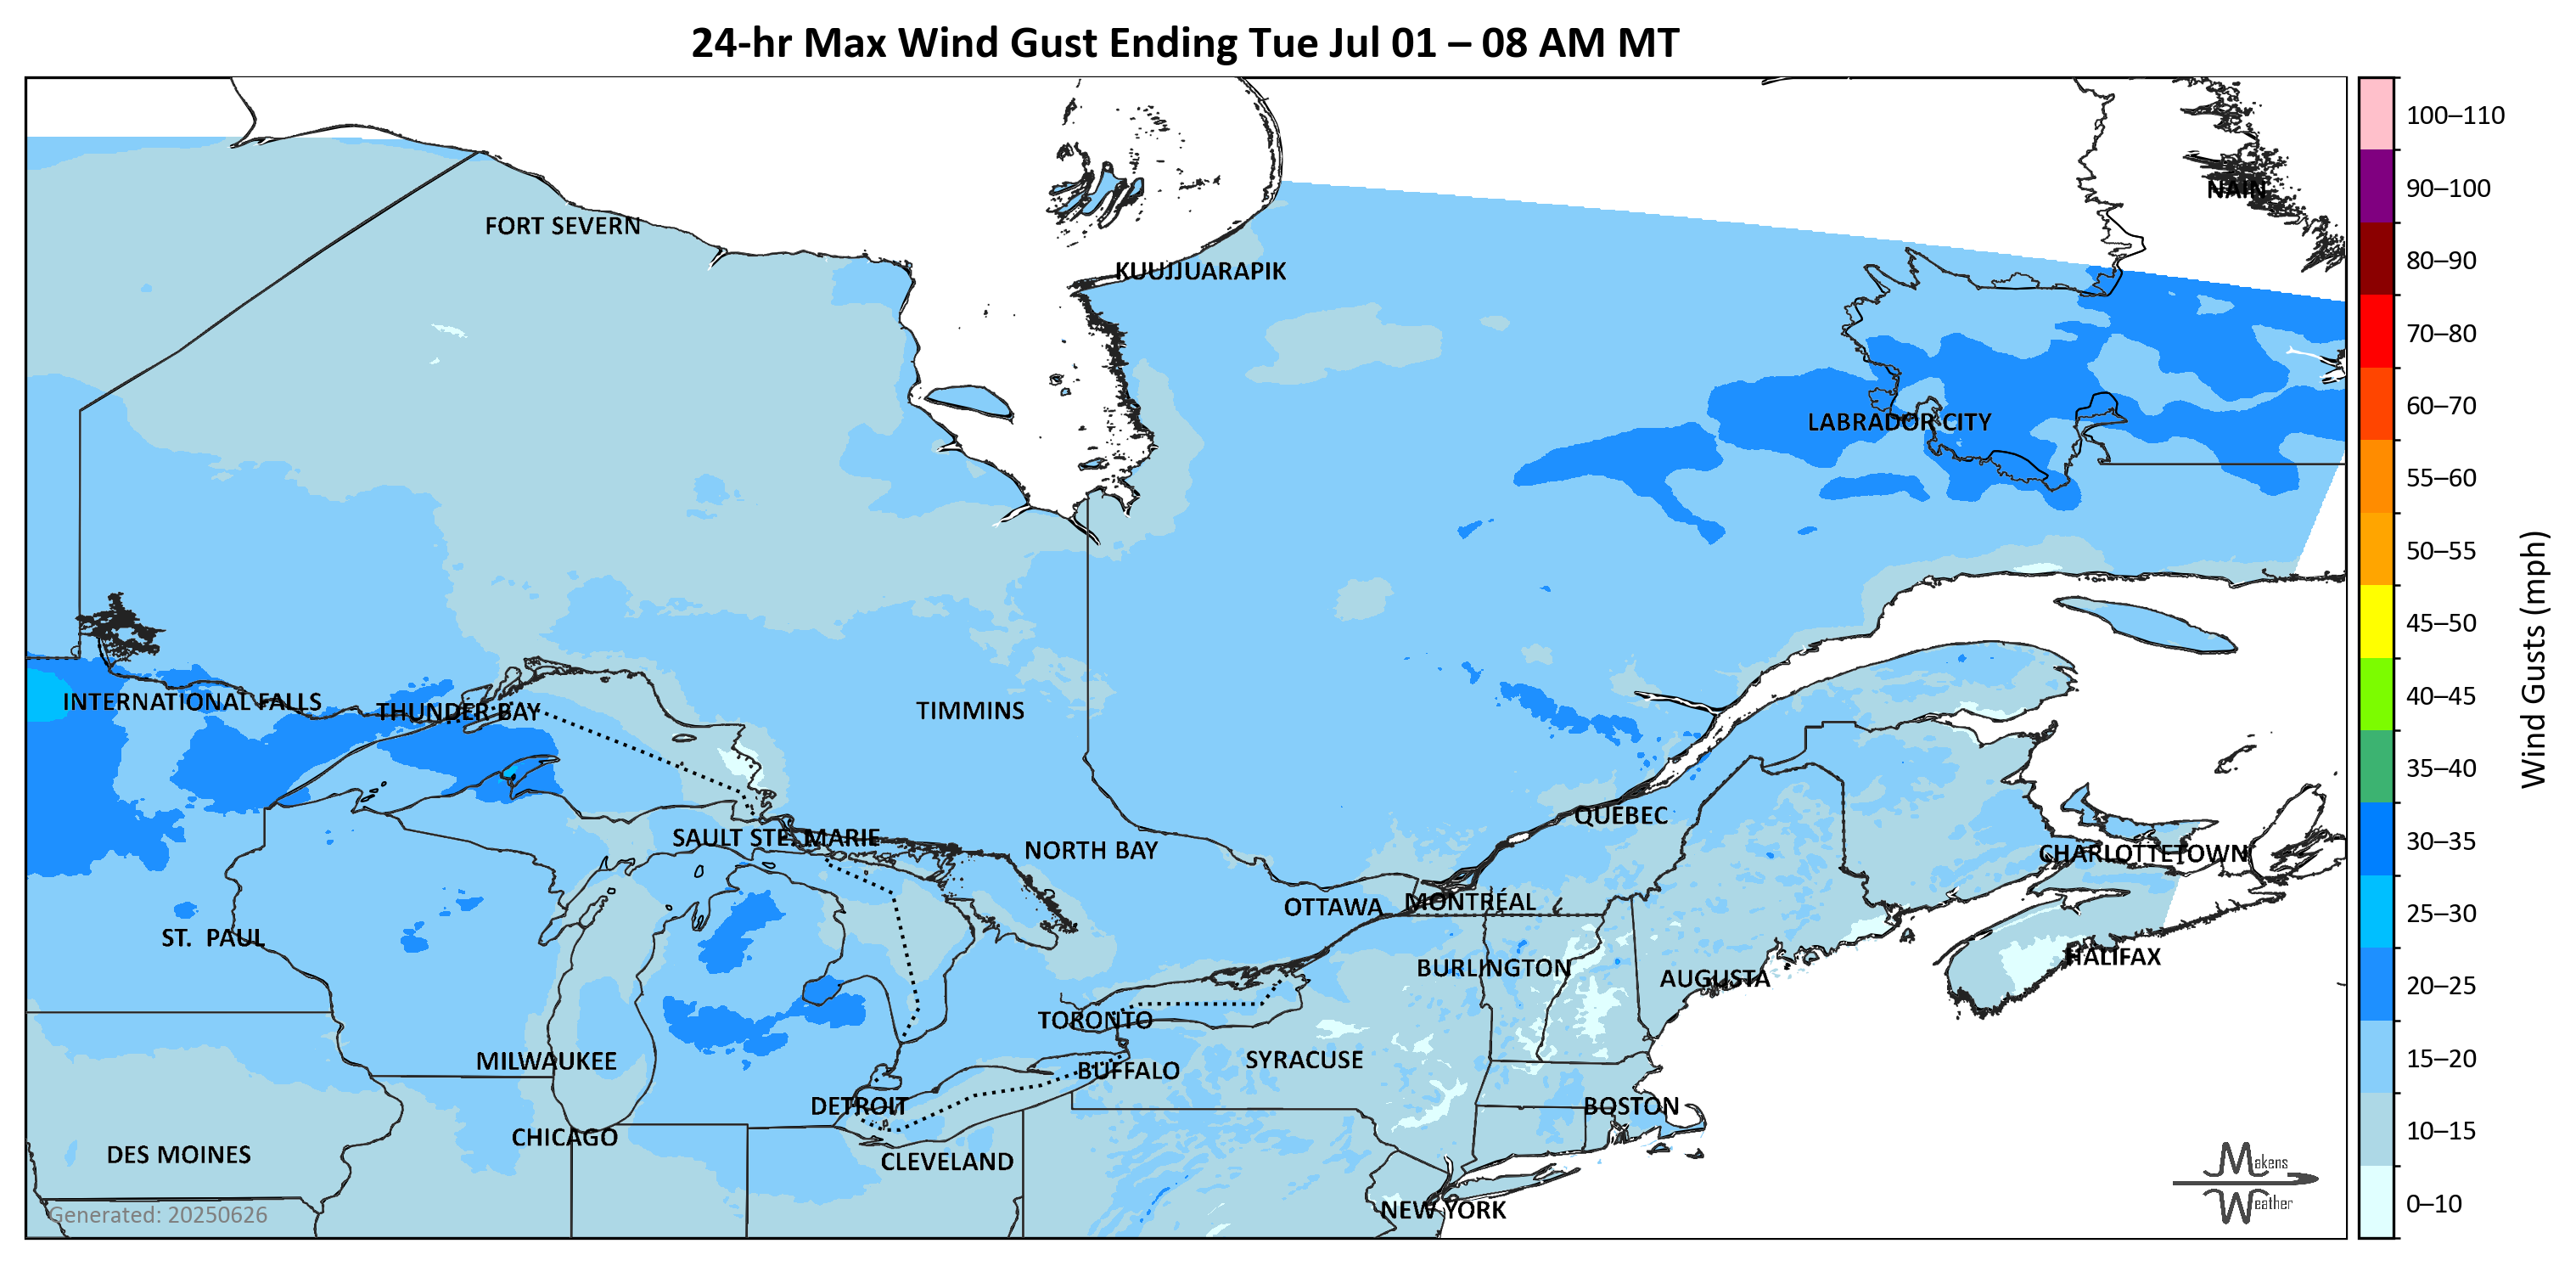 24-hr Max Wind Gust Ending Tue Jul 01 – 08 AM MT
100–110
90–100
NAIN
FORT SEVERN
80–90
KUUJJUARAPIK
70–80
60–70
LABRADOR CITY
55–60
50–55
45–50
Wind Gusts (mph)
40–45
INTERNATIONAL FALLS
THUNDER BAY
TIMMINS
35–40
QUEBEC
SAULT STE. MARIE
30–35
NORTH BAY
CHARLOTTETOWN
OTTAWA
MONTRÉAL
25–30
ST. PAUL
HALIFAX
BURLINGTON
AUGUSTA
20–25
TORONTO
MILWAUKEE
SYRACUSE
15–20
BUFFALO
DETROIT
BOSTON
CHICAGO
10–15
DES MOINES
CLEVELAND
Makens
Weather
0–10
NEW YORK
Generated: 20250626